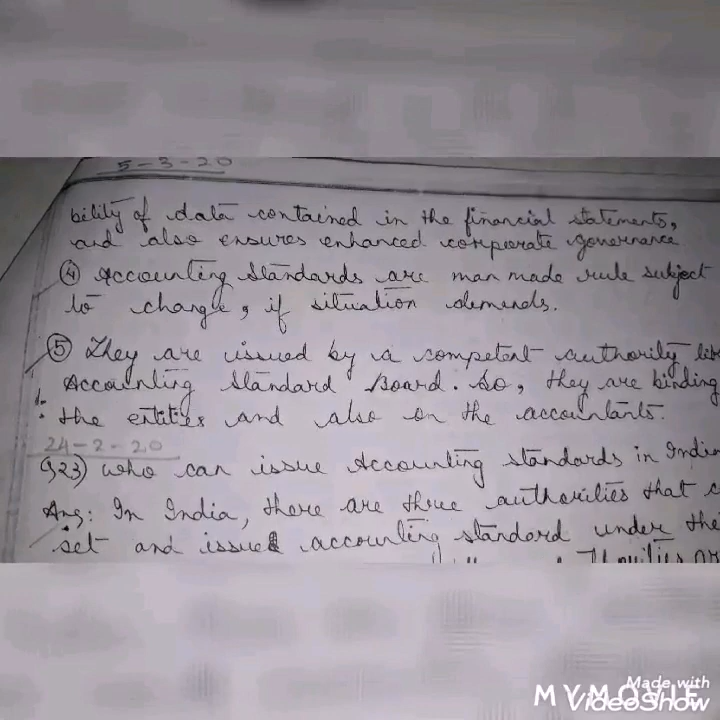 5-3-20
bility of data contained in the financial statements,
and also ensures enhanced corporate governance
④ Accounting Standards are man made rule subject
to change, if situation demands.
⑤ They are issued by a competent authority
Accounting Standard Board. So, they are binding
the entities and also on the accountants.
24-2-20
Q23) Who can issue Accounting standards in India
Ans: In India, there are three authorities that
set and issue accounting standard under the
Made with
MYMOVIE
VideoShow